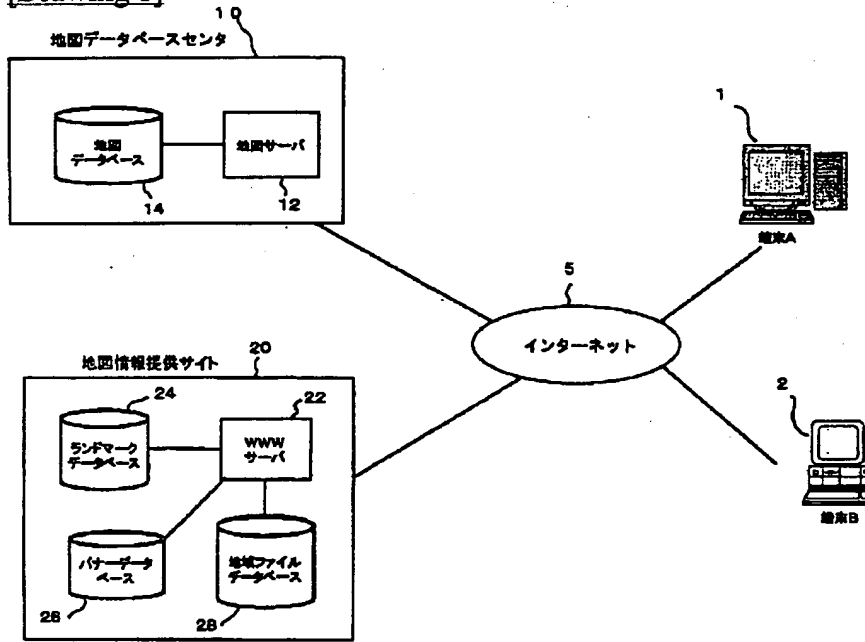 [Drawing 1]
10
地図データベースセンタ
地図
データベース
14
地図サーバ
12
1
端末A
5
インターネット
2
端末B
地図情報提供サイト
20
24
ランドマーク
データベース
22
WWW
サーバ
バナーデータ
ベース
26
地域ファイル
データベース
28